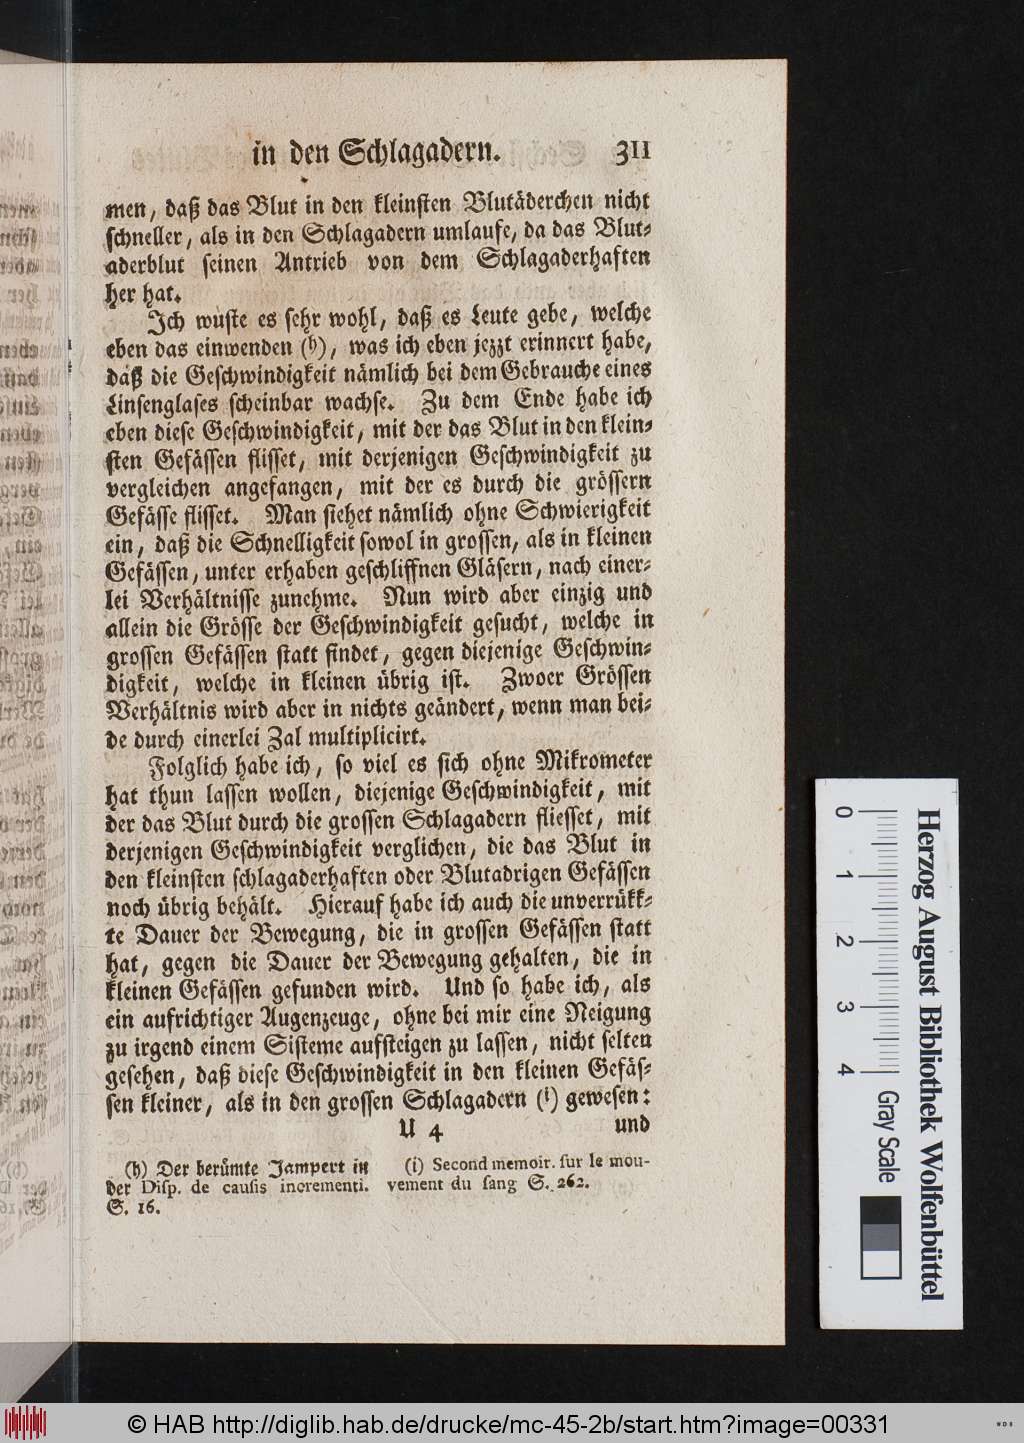 in den Schlagadern. 311
men, daß das Blut in den kleinsten Blutäderchen nicht
schneller, als in den Schlagadern umlaufe, da das Blut-
aderblut seinen Antrieb von dem Schlagaderhaften
her hat.
Ich wuste es sehr wohl, daß es Leute gebe, welche
eben das einwenden (h), was ich eben jezzt erinnert habe,
daß die Geschwindigkeit nämlich bei dem Gebrauche eines
Linsenglases scheinbar wachse. Zu dem Ende habe ich
eben diese Geschwindigkeit, mit der das Blut in den klein-
sten Gefässen flisset, mit derjenigen Geschwindigkeit zu
vergleichen angefangen, mit der es durch die grössern
Gefässe flisset. Man siehet nämlich ohne Schwierigkeit
ein, daß die Schnelligkeit sowol in grossen, als in kleinen
Gefässen, unter erhaben geschliffnen Gläsern, nach einer-
lei Verhältnisse zunehme. Nun wird aber einzig und
allein die Grösse der Geschwindigkeit gesucht, welche in
grossen Gefässen statt findet, gegen diejenige Geschwin-
digkeit, welche in kleinen übrig ist. Zwoer Grössen
Verhältnis wird aber in nichts geändert, wenn man bei-
de durch einerlei Zal multiplicirt.
Folglich habe ich, so viel es sich ohne Mikrometer
hat thun lassen wollen, diejenige Geschwindigkeit, mit
der das Blut durch die grossen Schlagadern fliesset, mit
derjenigen Geschwindigkeit verglichen, die das Blut in
den kleinsten schlagaderhaften oder Blutadrigen Gefässen
noch übrig behält. Hierauf habe ich auch die unverrükk-
te Dauer der Bewegung, die in grossen Gefässen statt
hat, gegen die Dauer der Bewegung gehalten, die in
kleinen Gefässen gefunden wird. Und so habe ich, als
ein aufrichtiger Augenzeuge, ohne bei mir eine Neigung
zu irgend einem Sisteme aufsteigen zu lassen, nicht selten
gesehen, daß diese Geschwindigkeit in den kleinen Gefäs-
sen kleiner, als in den grossen Schlagadern (i) gewesen:
U 4 und
(h) Der berümte Jampert in
der Disp. de causis incrementi.
S. 16.
(i) Second memoir. sur le mou-
vement du sang S. 262.
0 1 2 3 4
Gray Scale
Herzog August Bibliothek Wolfenbüttel
© HAB http://diglib.hab.de/drucke/mc-45-2b/start.htm?image=00331